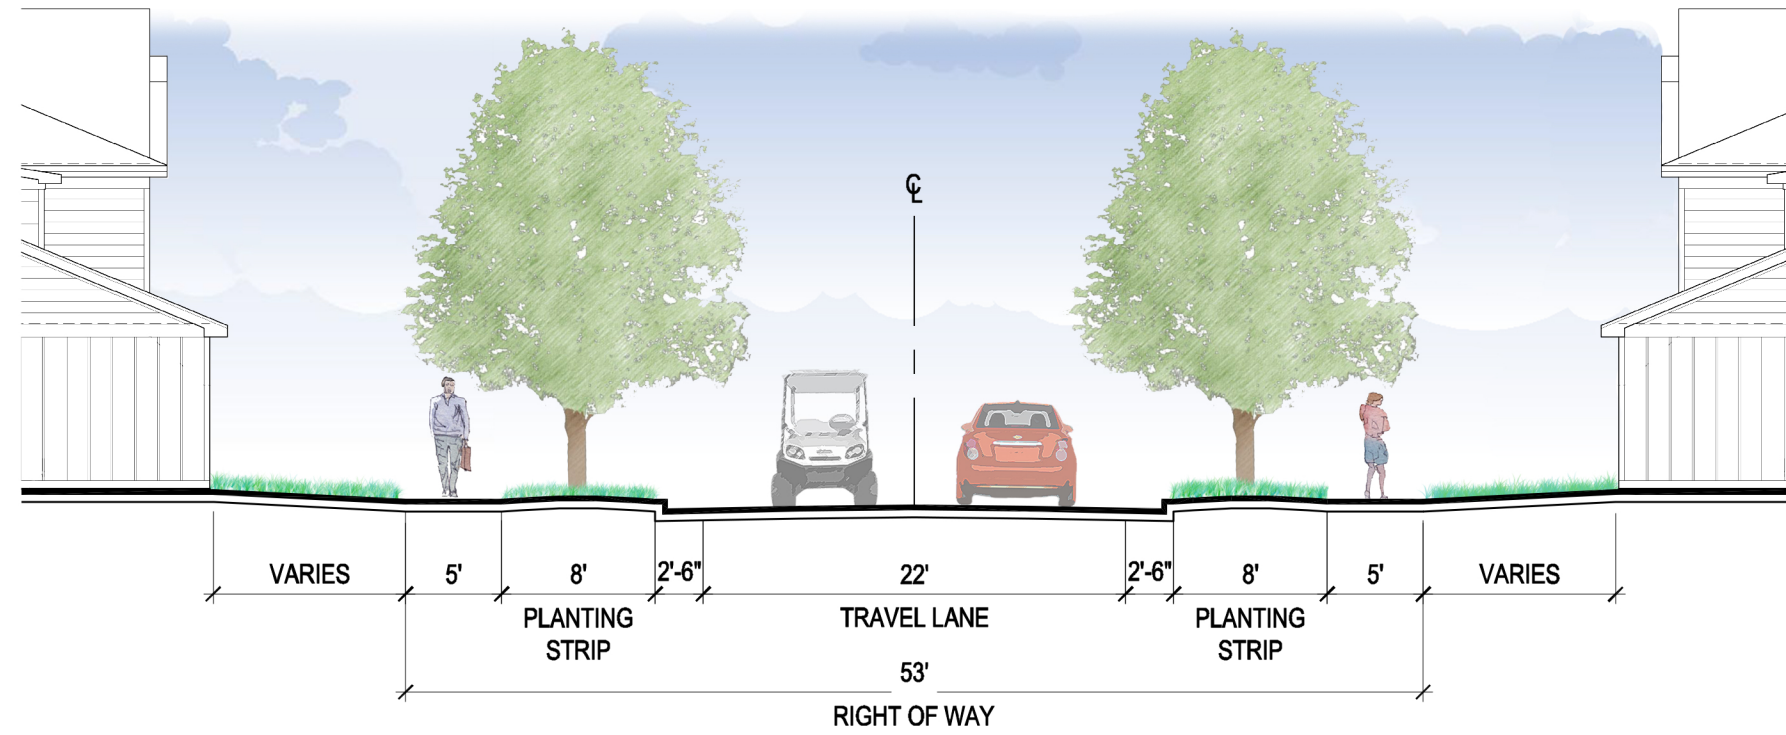 ℄
VARIES 5' 8' 2'-6" 22' 2'-6" 8' 5' VARIES
PLANTING STRIP
TRAVEL LANE
PLANTING STRIP
53'
RIGHT OF WAY